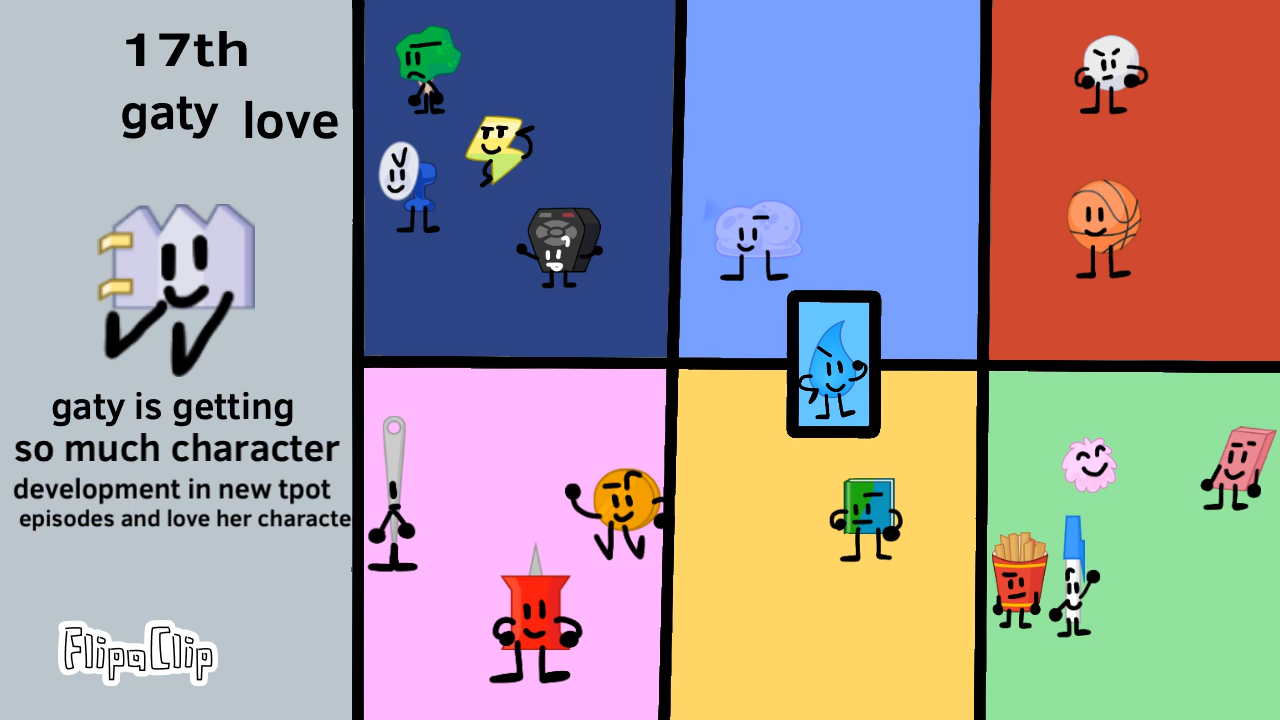 17th
gaty love
gaty is getting
so much character
development in new tpot
episodes and love her characte
FlipaClip